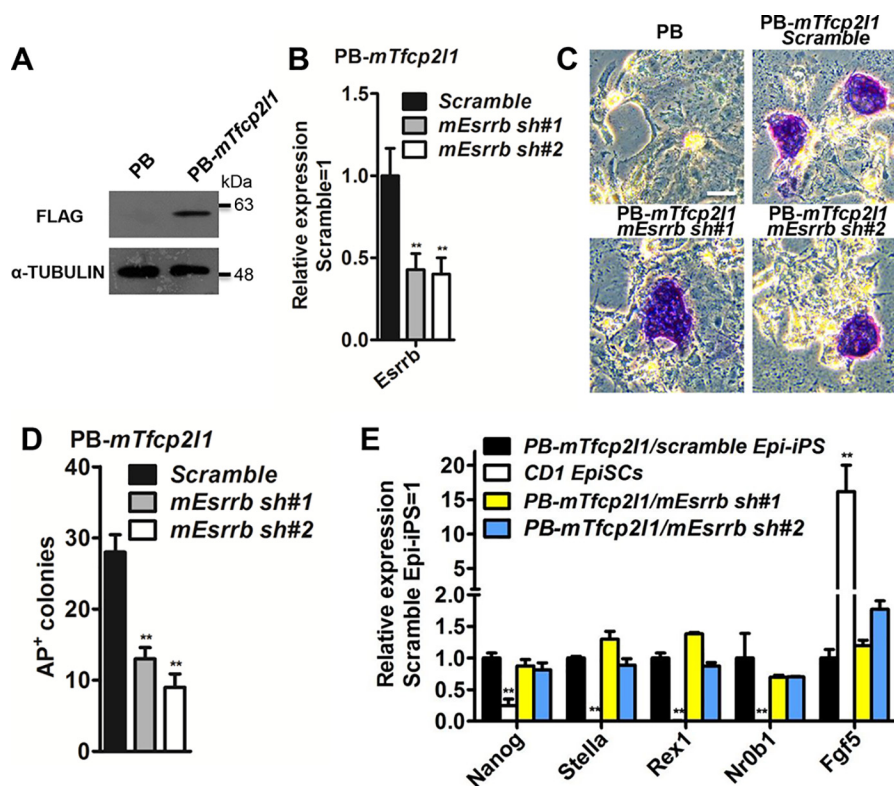 A
PB
PB-mTfcp2l1
kDa
FLAG
63
α-TUBULIN
48
B
PB-mTfcp2l1
Relative expression
Scramble=1
1.5
1.0
0.5
0.0
Scramble
mEsrrb sh#1
mEsrrb sh#2
**
**
Esrrb
C
PB
PB-mTfcp2l1
Scramble
PB-mTfcp2l1
mEsrrb sh#1
PB-mTfcp2l1
mEsrrb sh#2
D
PB-mTfcp2l1
AP+ colonies
40
30
20
10
0
Scramble
mEsrrb sh#1
mEsrrb sh#2
**
**
E
Relative expression
Scramble Epi-iPS=1
20
15
10
5
2.0
1.5
1.0
0.5
0.0
PB-mTfcp2l1/scramble Epi-iPS
CD1 EpiSCs
PB-mTfcp2l1/mEsrrb sh#1
PB-mTfcp2l1/mEsrrb sh#2
**
**
**
**
**
Nanog
Stella
Rex1
Nr0b1
Fgf5